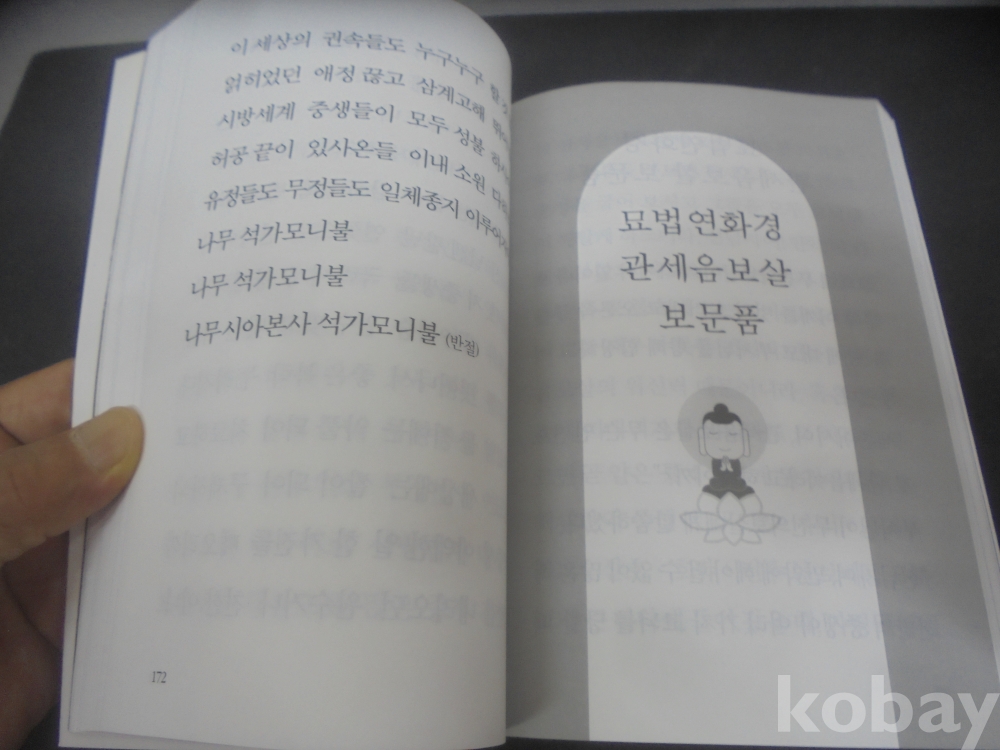 이 세상의 권속들도 누구누구
얽히었던 애정 끊고 삼계고해
시방세계 중생들이 모두 성불
허공 끝이 있사온들 이내 소원
유정들도 무정들도 일체종지 이루어
나무 석가모니불
나무 석가모니불
나무시아본사 석가모니불 (반절)
172
묘법연화경
관세음보살
보문품
kobay